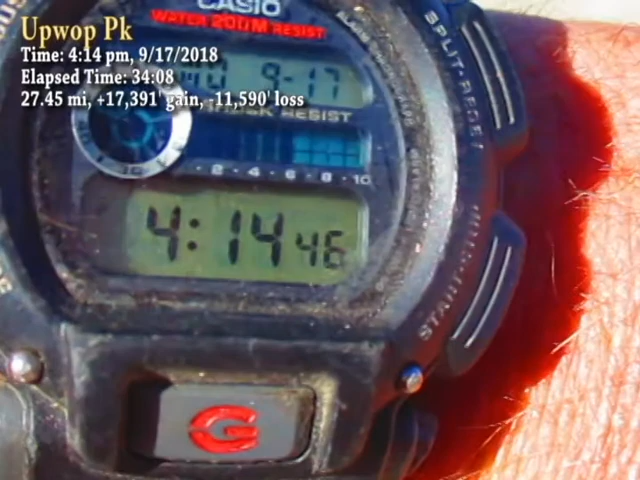 CASIO
WATER 200M RESIST
Upwop Pk
Time: 4:14 pm, 9/17/2018
Elapsed Time: 34:08
27.45 mi, +17,391' gain, -11,590' loss
9-17
RESIST
2 4 6 8 10
4:14 46
SPLIT-RESET
START-STOP
G